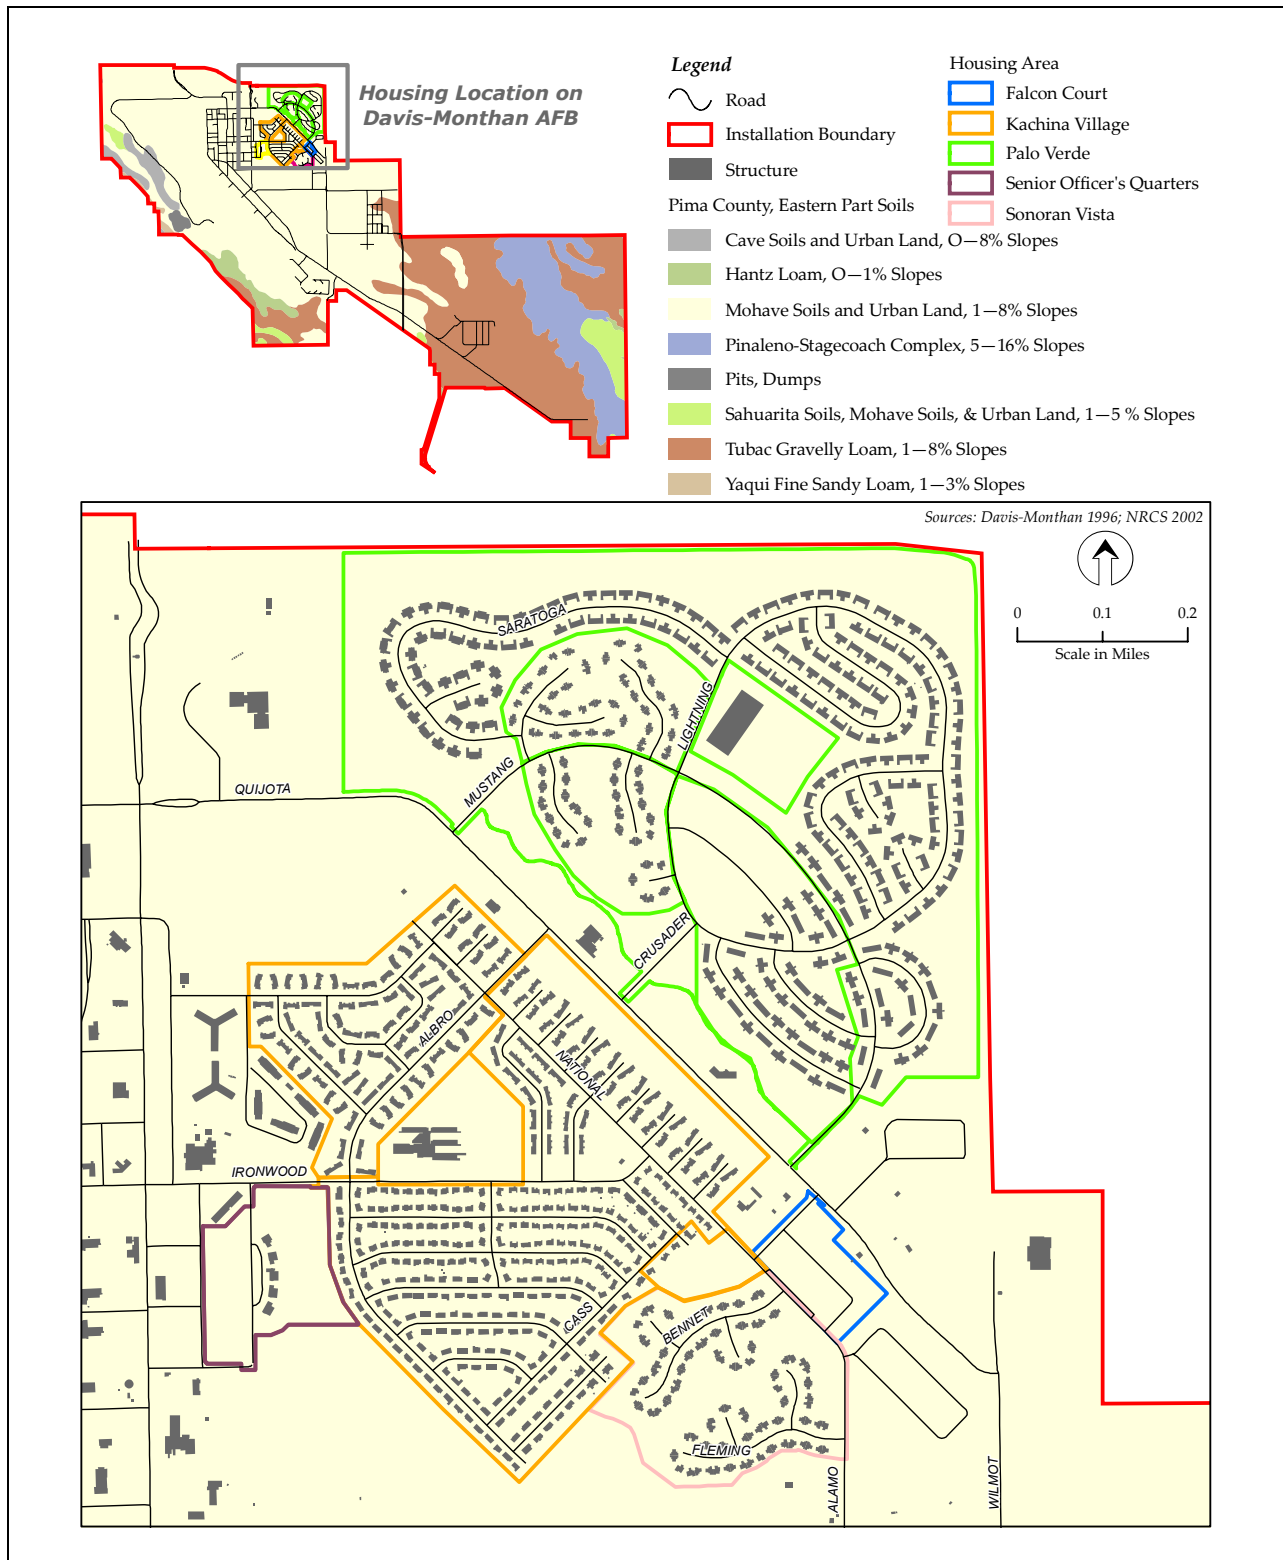 Housing Location on
Davis-Monthan AFB
Legend
Road
Installation Boundary
Structure
Pima County, Eastern Part Soils
Cave Soils and Urban Land, O—8% Slopes
Hantz Loam, O—1% Slopes
Mohave Soils and Urban Land, 1—8% Slopes
Pinaleno-Stagecoach Complex, 5—16% Slopes
Pits, Dumps
Sahuarita Soils, Mohave Soils, & Urban Land, 1—5 % Slopes
Tubac Gravelly Loam, 1—8% Slopes
Yaqui Fine Sandy Loam, 1—3% Slopes
Housing Area
Falcon Court
Kachina Village
Palo Verde
Senior Officer's Quarters
Sonoran Vista
Sources: Davis-Monthan 1996; NRCS 2002
0 0.1 0.2
Scale in Miles
SARATOGA
LIGHTNING
MUSTANG
QUIJOTA
CRUSADER
ALBRO
NATIONAL
IRONWOOD
CASS
BENNET
FLEMING
ALAMO
WILMOT